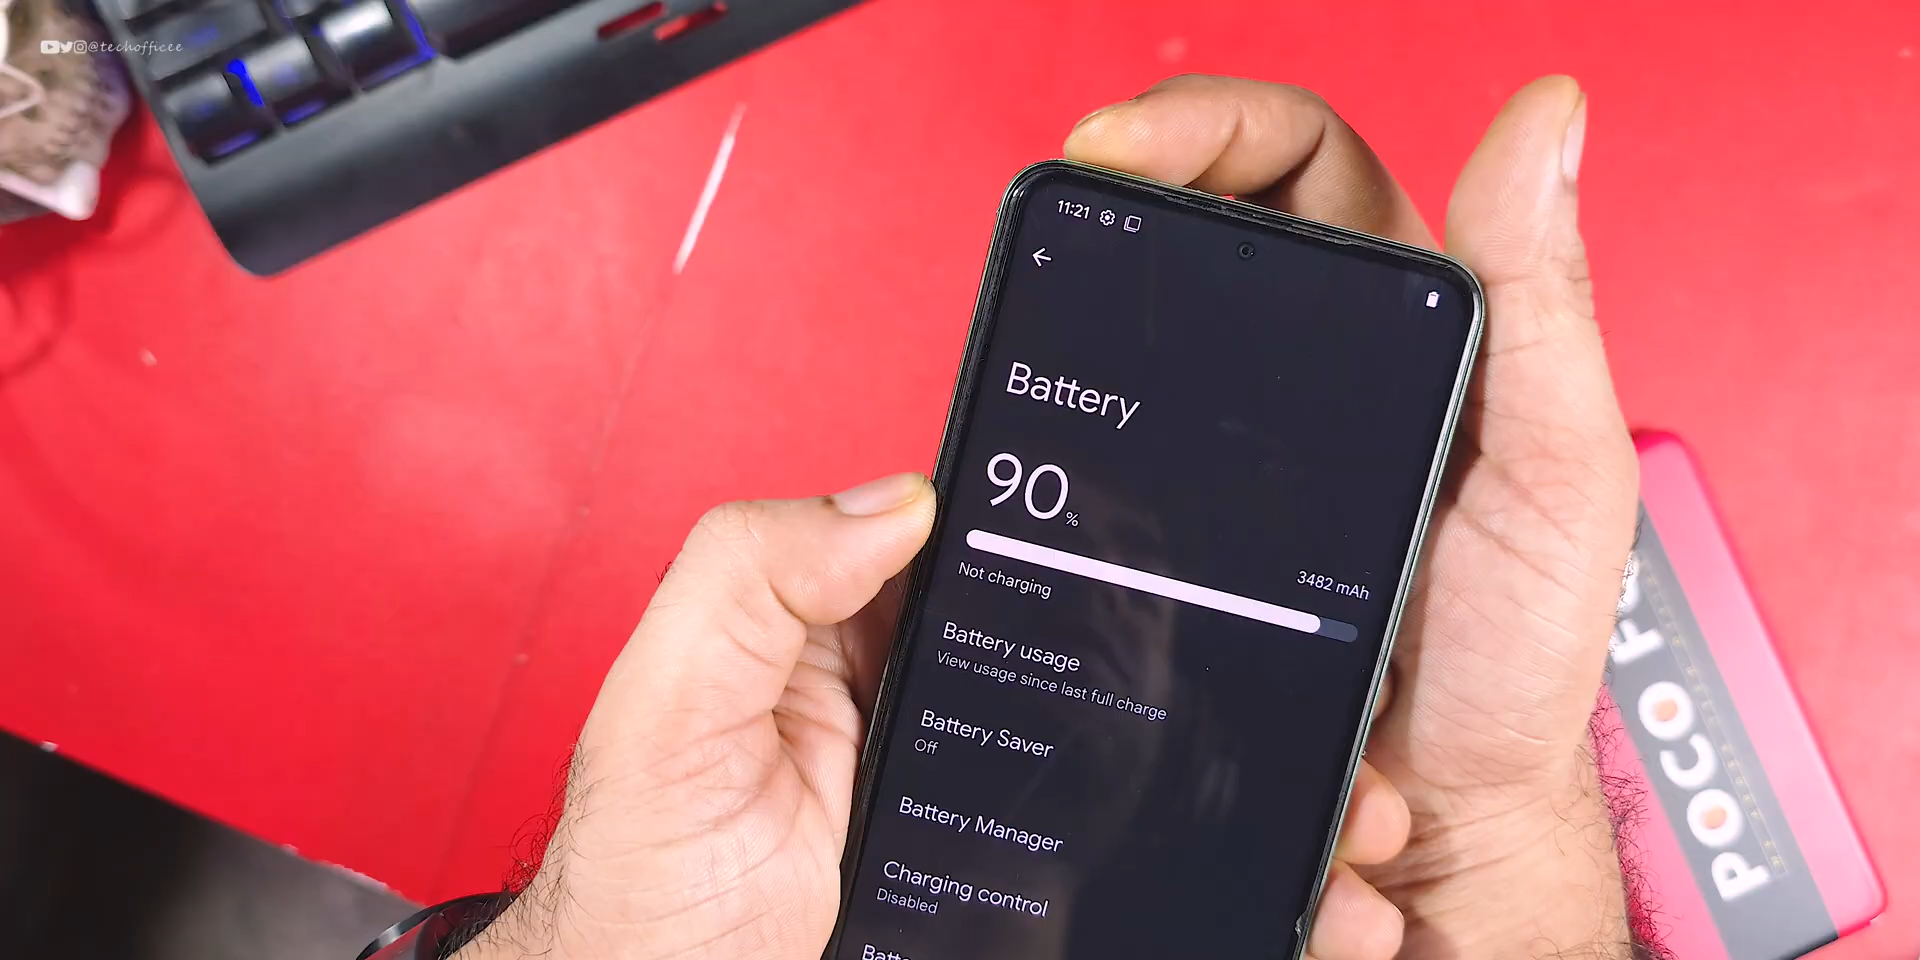 @techofficee
11:21
Battery
90%
3482 mAh
Not charging
Battery usage
View usage since last full charge
Battery Saver
Off
Battery Manager
Charging control
Disabled
POCO